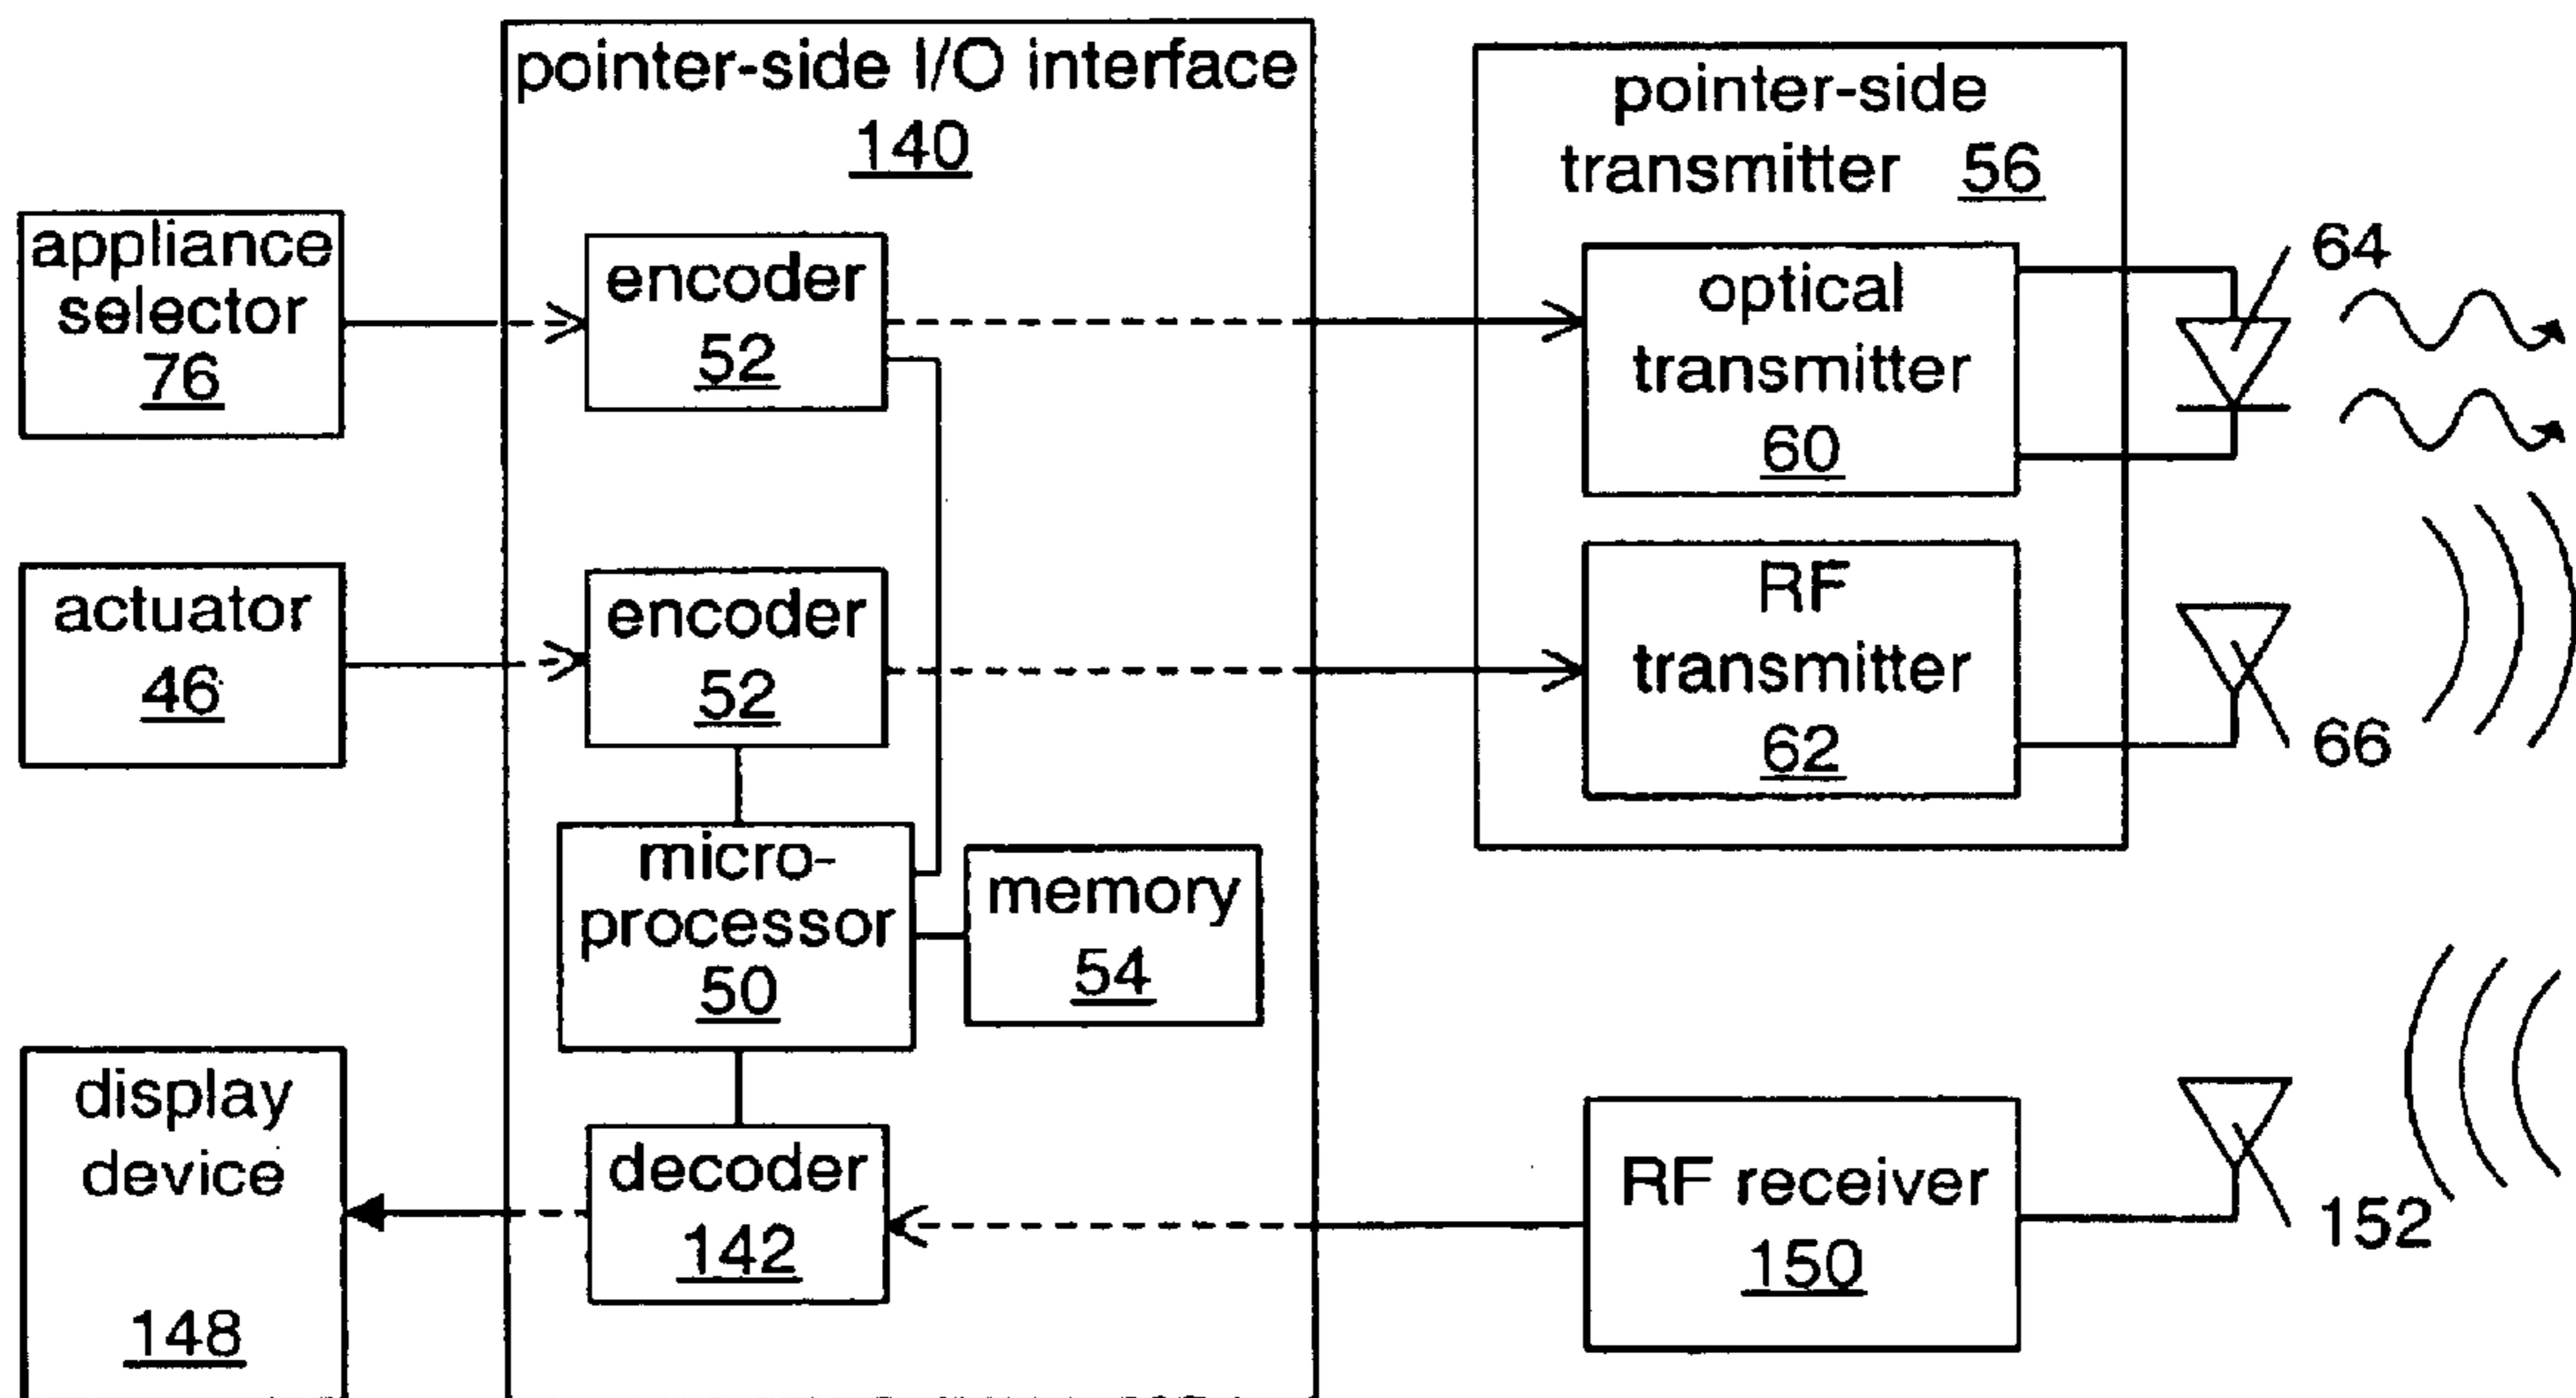 pointer-side I/O interface
140
pointer-side
transmitter 56
appliance
selector
76
encoder
52
optical
transmitter
60
64
actuator
46
encoder
52
RF
transmitter
62
66
micro-
processor
50
memory
54
display
device
148
decoder
142
RF receiver
150
152